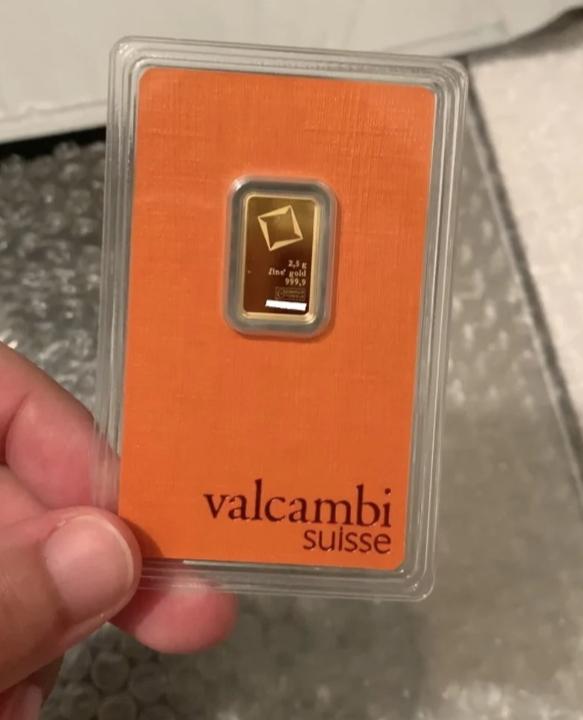 2,5 g
fine gold
999,9
valcambi
suisse